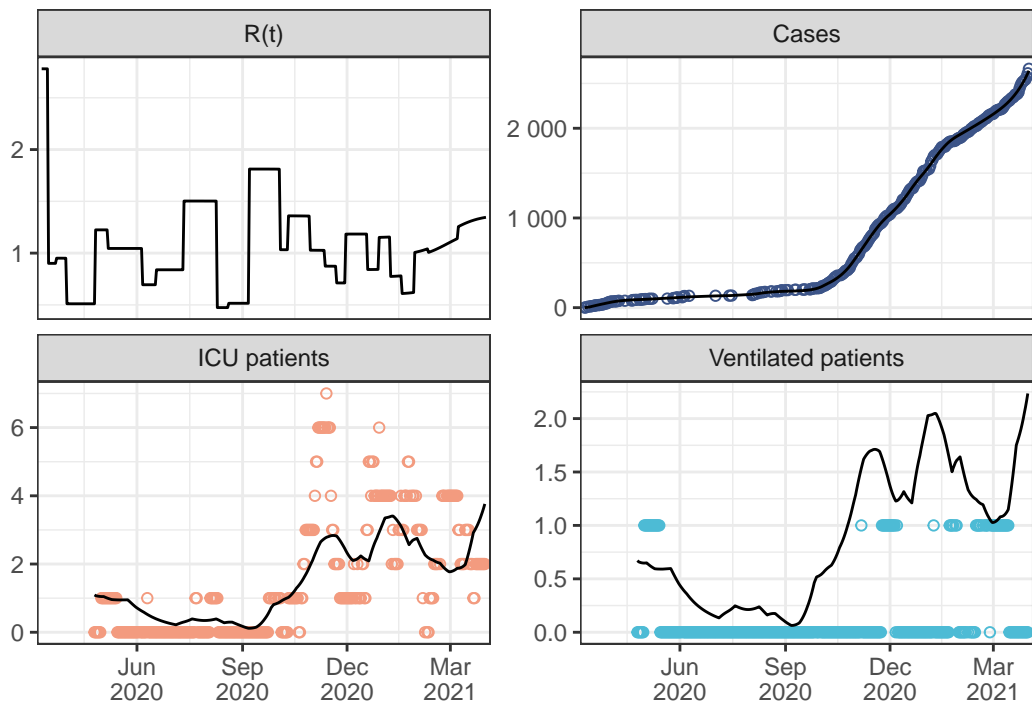 R(t)
Cases
2
1
2 000
1 000
0
ICU patients
Ventilated patients
6
4
2
0
2.0
1.5
1.0
0.5
0.0
Jun Sep Dec Mar
2020 2020 2020 2021
Jun Sep Dec Mar
2020 2020 2020 2021